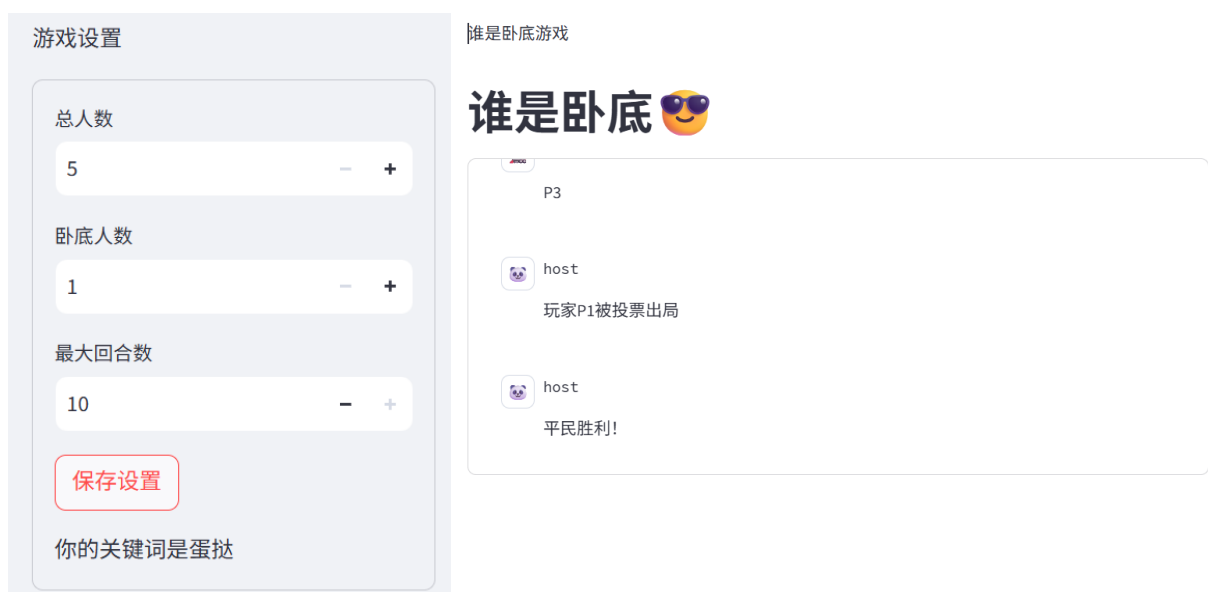 游戏设置
总人数
5
卧底人数
1
最大回合数
10
保存设置
你的关键词是蛋挞
谁是卧底游戏
谁是卧底
P3
host
玩家P1被投票出局
host
平民胜利！